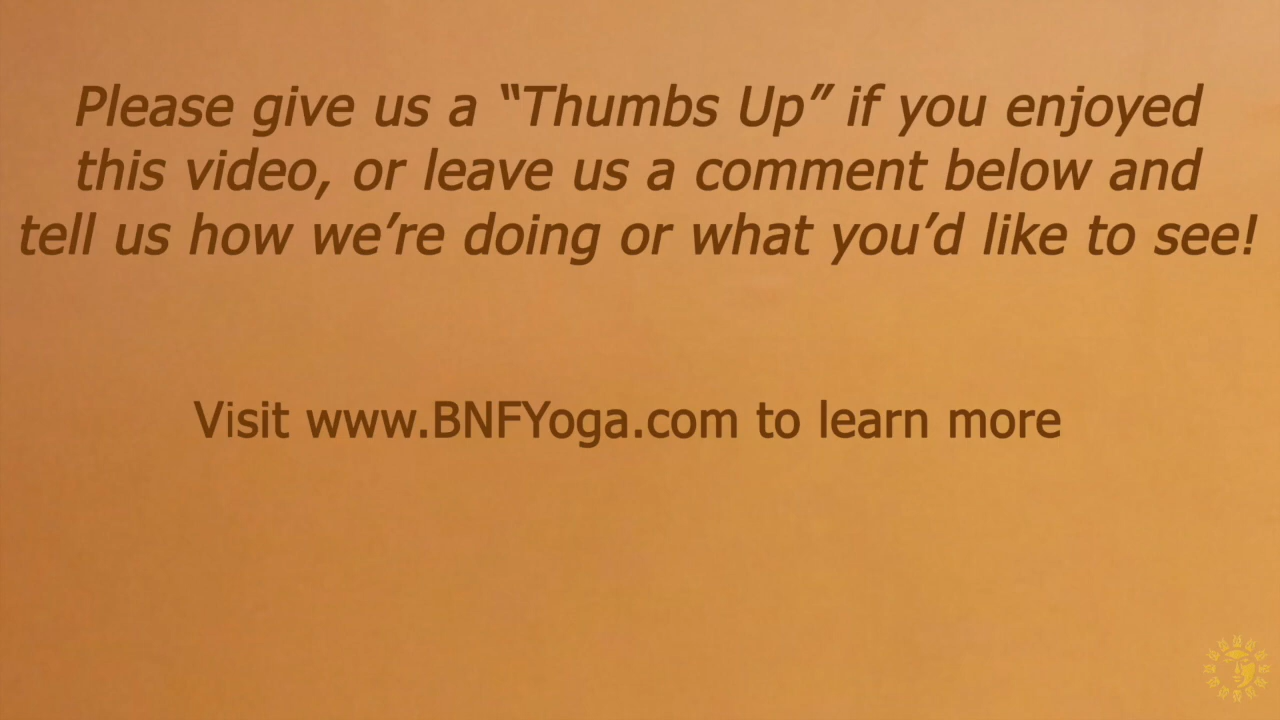 Please give us a “Thumbs Up” if you enjoyed
this video, or leave us a comment below and
tell us how we’re doing or what you’d like to see!
Visit www.BNFYoga.com to learn more